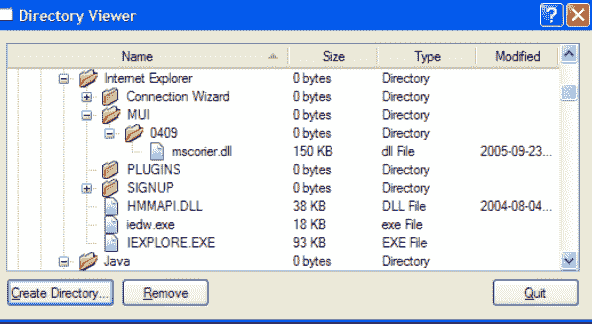 Directory Viewer
Name Size Type Modified
Internet Explorer 0 bytes Directory
Connection Wizard 0 bytes Directory
MUI 0 bytes Directory
0409 0 bytes Directory
mscorier.dll 150 KB dll File 2005-09-23...
PLUGINS 0 bytes Directory
SIGNUP 0 bytes Directory
HMMAPI.DLL 38 KB DLL File 2004-08-04...
iedw.exe 18 KB exe File
IEXPLORE.EXE 93 KB EXE File
Java 0 bytes Directory
Create Directory... Remove Quit